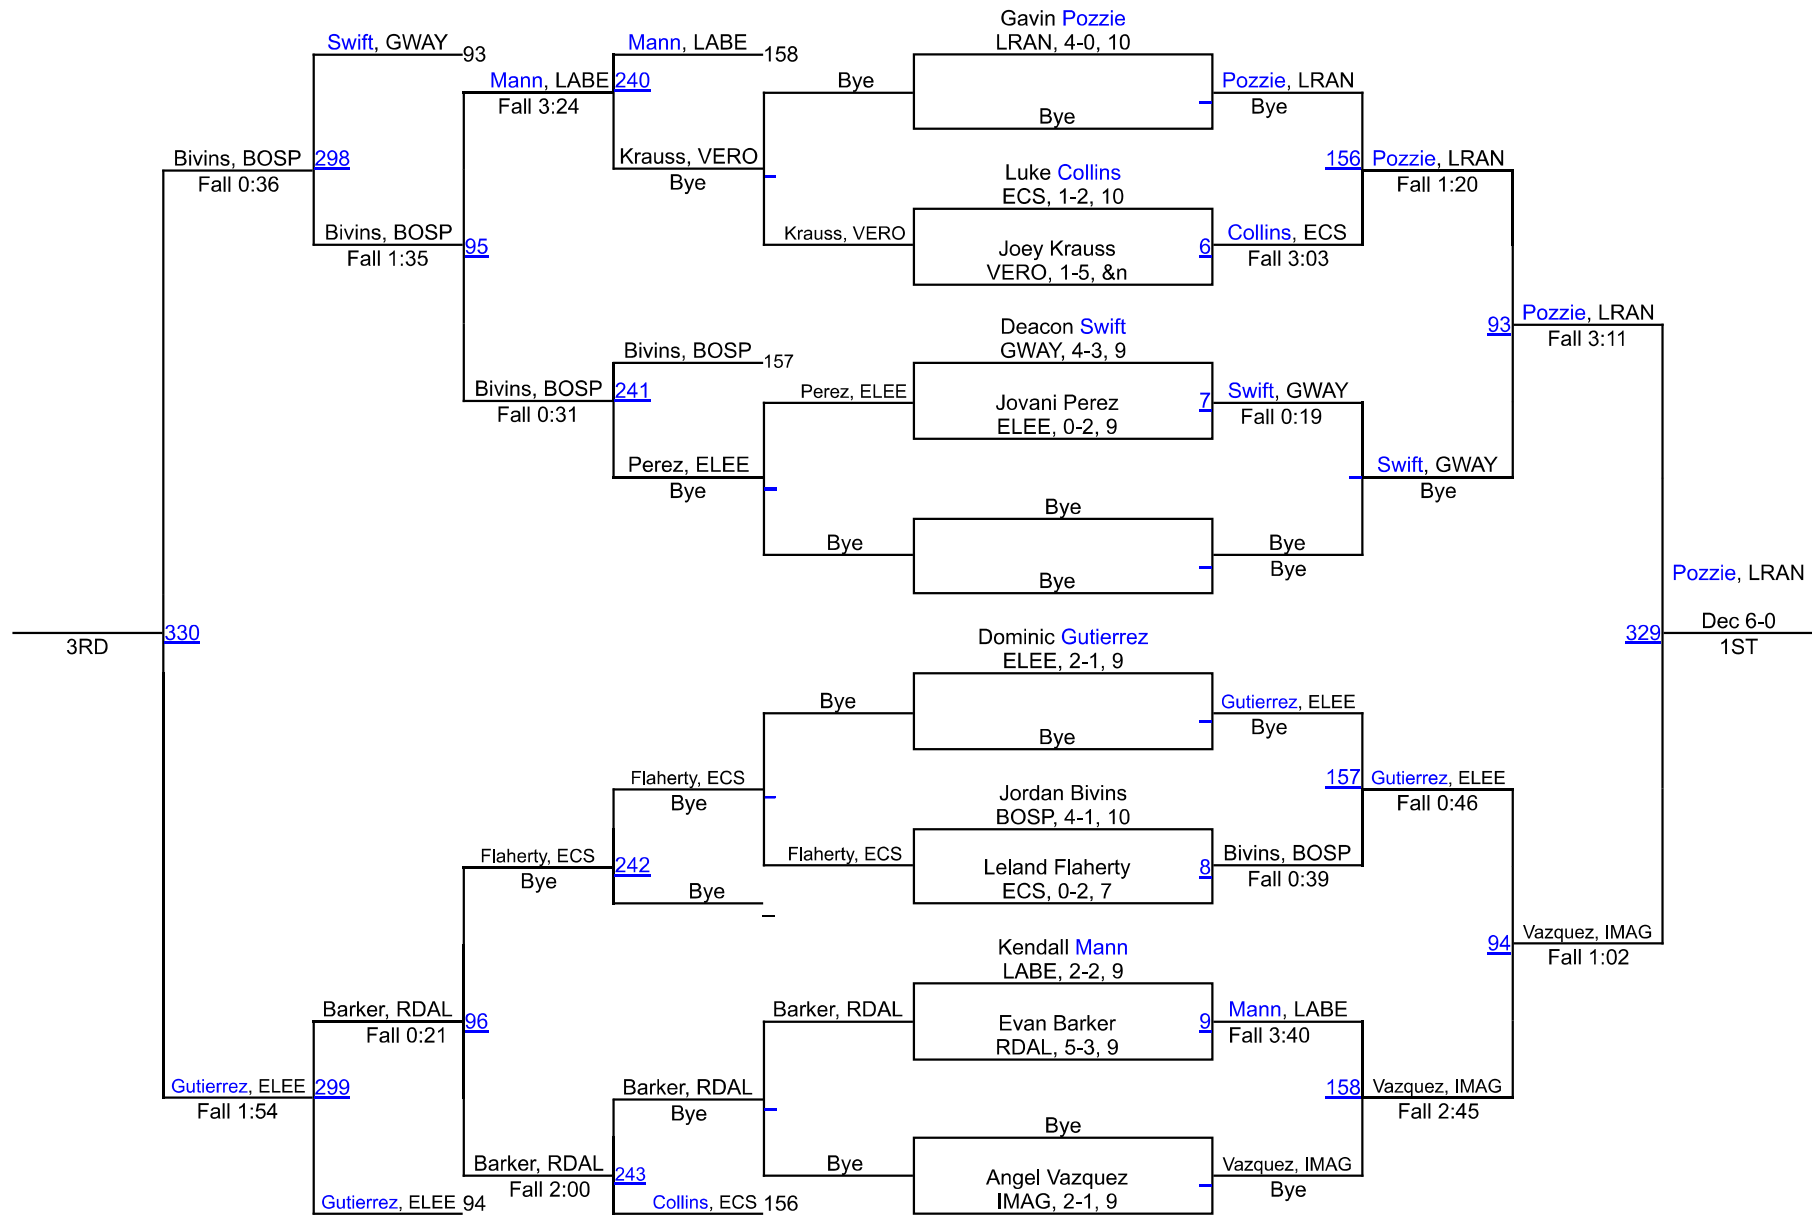 Gavin Pozzie
LRAN, 4-0, 10
Swift, GWAY 93
Mann, LABE 158
Mann, LABE 240
Fall 3:24
Bye
Bye
Pozzie, LRAN
Bye
Bivins, BOSP 298
Fall 0:36
Krauss, VERO
Bye
Luke Collins
ECS, 1-2, 10
156 Pozzie, LRAN
Fall 1:20
Bivins, BOSP
Fall 1:35
95
Krauss, VERO
Joey Krauss
VERO, 1-5, &n
6
Collins, ECS
Fall 3:03
Deacon Swift
GWAY, 4-3, 9
93
Pozzie, LRAN
Fall 3:11
Bivins, BOSP 157
Bivins, BOSP 241
Fall 0:31
Perez, ELEE
Jovani Perez
ELEE, 0-2, 9
7
Swift, GWAY
Fall 0:19
Perez, ELEE
Bye
Swift, GWAY
Bye
Bye
Bye
Bye
Bye
Bye
Pozzie, LRAN
3RD
330
329
Dec 6-0
1ST
Dominic Gutierrez
ELEE, 2-1, 9
Bye
Bye
Gutierrez, ELEE
Bye
Flaherty, ECS
Bye
Jordan Bivins
BOSP, 4-1, 10
157 Gutierrez, ELEE
Fall 0:46
Flaherty, ECS
Bye
242
Bye
Flaherty, ECS
Leland Flaherty
ECS, 0-2, 7
8
Bivins, BOSP
Fall 0:39
Kendall Mann
LABE, 2-2, 9
94
Vazquez, IMAG
Fall 1:02
Barker, RDAL
Fall 0:21
96
Barker, RDAL
Evan Barker
RDAL, 5-3, 9
9
Mann, LABE
Fall 3:40
Gutierrez, ELEE 299
Fall 1:54
Barker, RDAL
Bye
158 Vazquez, IMAG
Fall 2:45
Bye
Barker, RDAL 243
Fall 2:00
Bye
Angel Vazquez
IMAG, 2-1, 9
Vazquez, IMAG
Bye
Gutierrez, ELEE 94
Collins, ECS 156